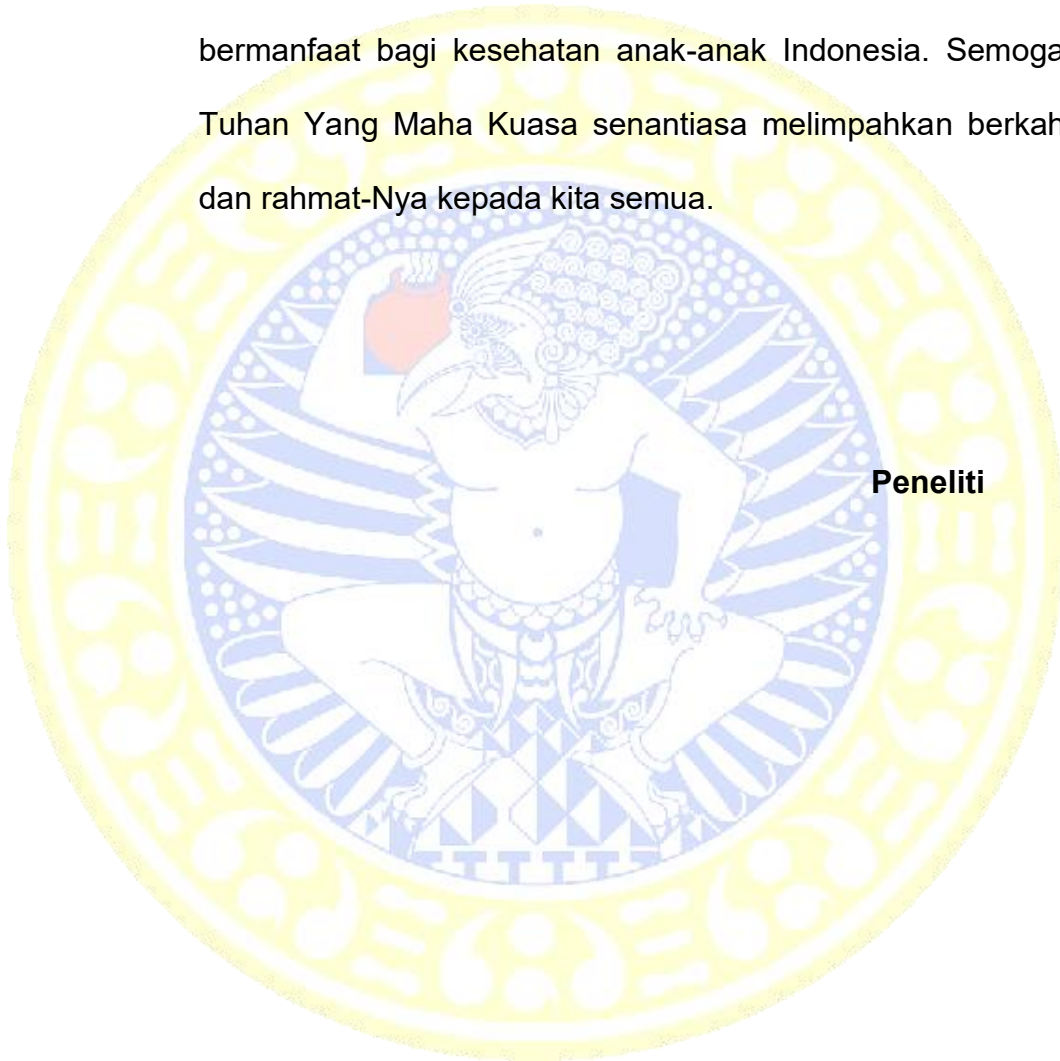 bermanfaat bagi kesehatan anak-anak Indonesia. Semoga
Tuhan Yang Maha Kuasa senantiasa melimpahkan berkah
dan rahmat-Nya kepada kita semua.
Peneliti